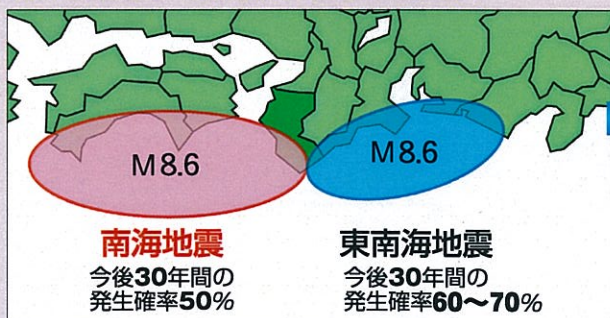 M8.6
M8.6
南海地震
今後30年間の
発生確率50%
東南海地震
今後30年間の
発生確率60〜70%